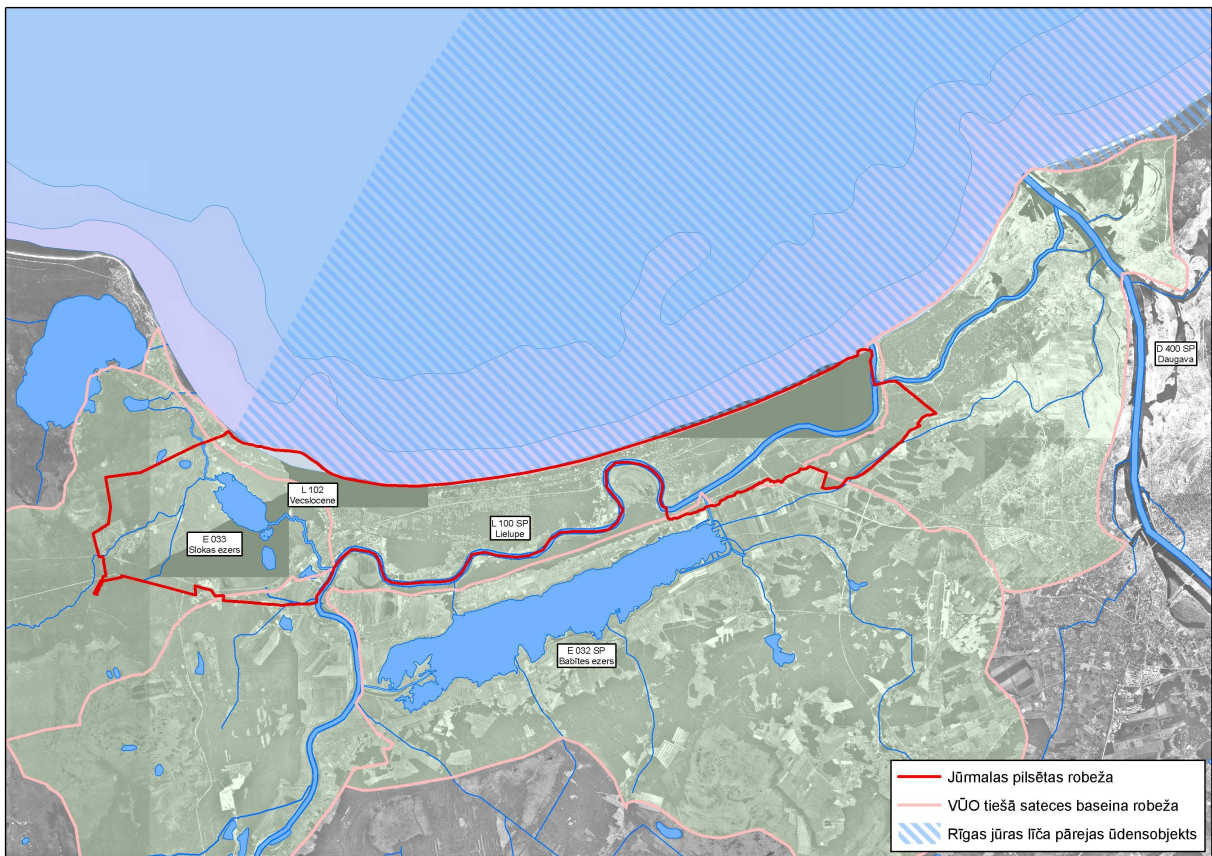 D 400 SP
Daugava
L 102
Vecslocene
L 100 SP
Lielupe
E 033
Slokas ezers
E 032 SP
Babītes ezers
Jūrmalas pilsētas robeža
VŪO tiešā sateces baseina robeža
Rīgas jūras līča pārejas ūdensobjekts